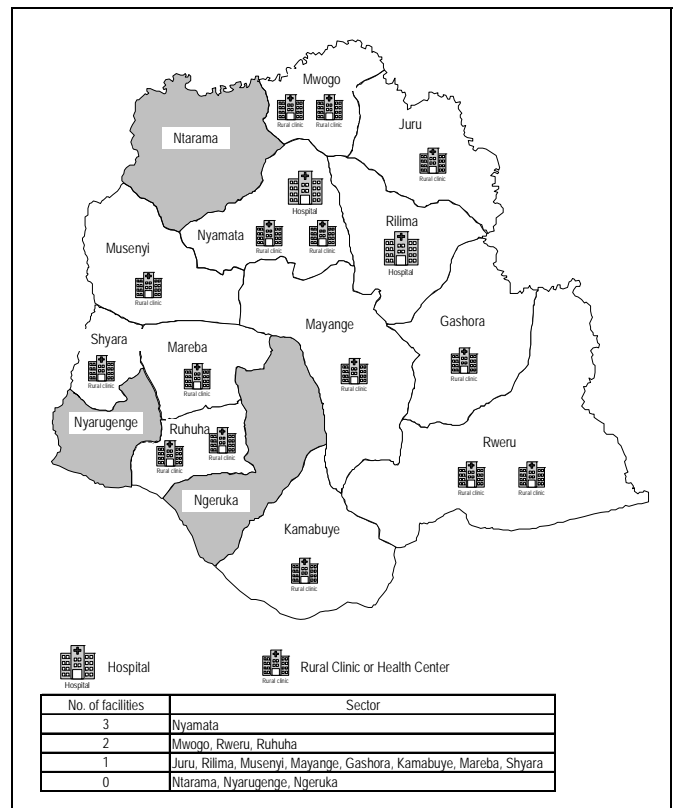 Mwogo
Rural clinic Rural clinic
Juru
Rural clinic
Ntarama
Hospital
Nyamata
Rural clinic Rural clinic
Rilima
Hospital
Musenyi
Rural clinic
Mayange
Rural clinic
Gashora
Rural clinic
Shyara
Rural clinic
Mareba
Rural clinic
Nyarugenge
Ruhuha
Rural clinic Rural clinic
Rweru
Rural clinic Rural clinic
Ngeruka
Kamabuye
Rural clinic
Hospital Hospital
Rural clinic Rural Clinic or Health Center
No. of facilities Sector
3 Nyamata
2 Mwogo, Rweru, Ruhuha
1 Juru, Rilima, Musenyi, Mayange, Gashora, Kamabuye, Mareba, Shyara
0 Ntarama, Nyarugenge, Ngeruka